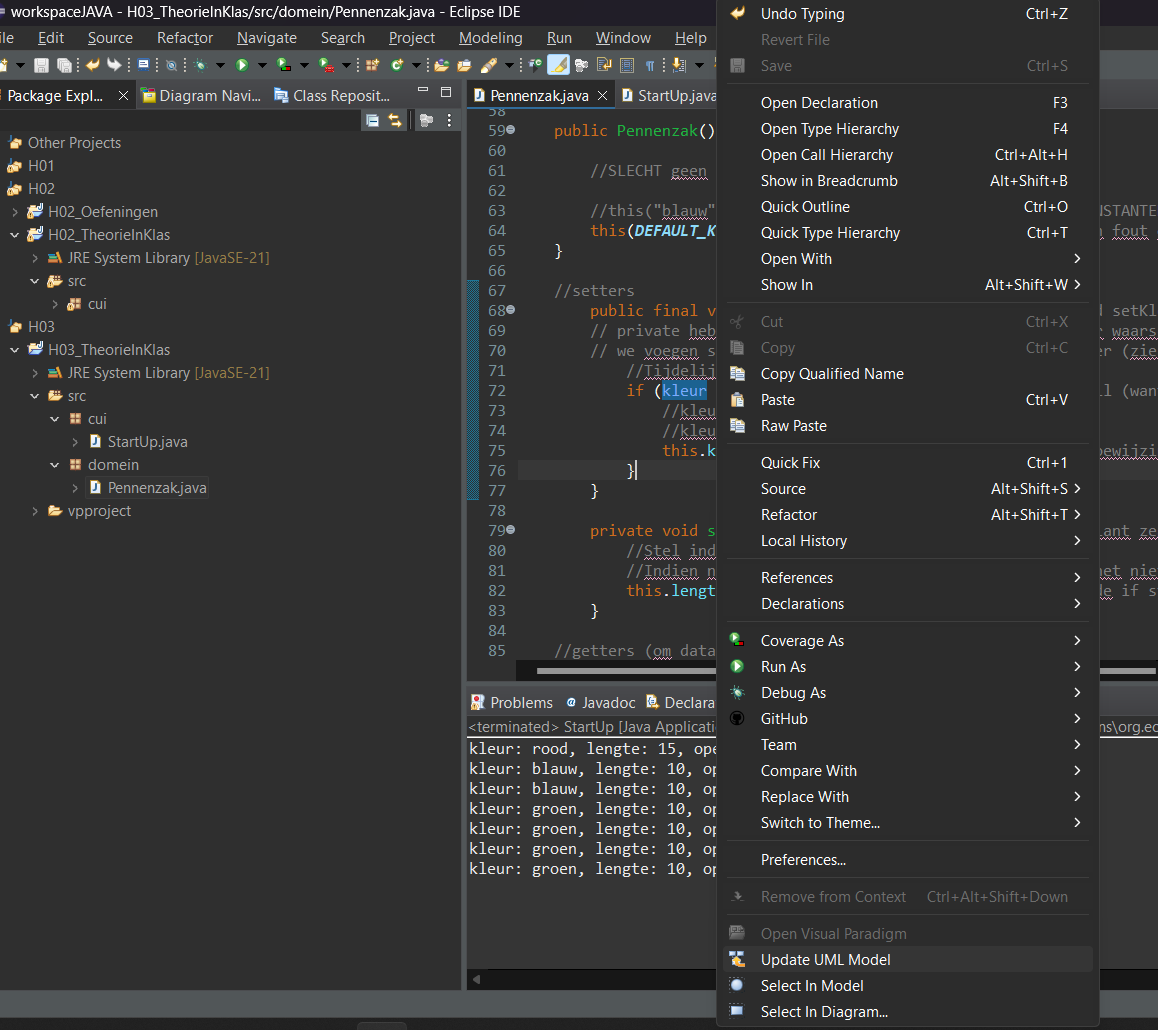 workspaceJAVA - H03_TheorieInKlas/src/domein/Pennenzak.java - Eclipse IDE
ile Edit Source Refactor Navigate Search Project Modeling Run Window Help
Package Expl... Diagram Navi... Class Reposit...
Other Projects
H01
H02
H02_Oefeningen
H02_TheorieInKlas
JRE System Library [JavaSE-21]
src
cui
H03
H03_TheorieInKlas
JRE System Library [JavaSE-21]
src
cui
StartUp.java
domein
Pennenzak.java
vpproject
Pennenzak.java StartUp.java
58
59 public Pennenzak()
60
61 //SLECHT geen
62
63 //this("blauw" NSTANTE
64 this(DEFAULT_K fout
65 }
66
67 //setters
68 public final v setKl
69 // private heb waars
70 // we voegen s er (zie
71 //Tijdelij
72 if (kleur ll (wan
73 //kleu
74 //kleu
75 this.k bewijzi
76 }
77 }
78
79 private void s ant ze
80 //Stel ind
81 //Indien n het nie
82 this.lengt de if s
83 }
84
85 //getters (om data
Problems Javadoc Declara
<terminated> StartUp [Java Applicati ns\org.ec
kleur: rood, lengte: 15, ope
kleur: blauw, lengte: 10, op
kleur: blauw, lengte: 10, op
kleur: groen, lengte: 10, op
kleur: groen, lengte: 10, op
kleur: groen, lengte: 10, op
kleur: groen, lengte: 10, op
Undo Typing Ctrl+Z
Revert File
Save Ctrl+S
Open Declaration F3
Open Type Hierarchy F4
Open Call Hierarchy Ctrl+Alt+H
Show in Breadcrumb Alt+Shift+B
Quick Outline Ctrl+O
Quick Type Hierarchy Ctrl+T
Open With
Show In Alt+Shift+W
Cut Ctrl+X
Copy Ctrl+C
Copy Qualified Name
Paste Ctrl+V
Raw Paste
Quick Fix Ctrl+1
Source Alt+Shift+S
Refactor Alt+Shift+T
Local History
References
Declarations
Coverage As
Run As
Debug As
GitHub
Team
Compare With
Replace With
Switch to Theme...
Preferences...
Remove from Context Ctrl+Alt+Shift+Down
Open Visual Paradigm
Update UML Model
Select In Model
Select In Diagram...